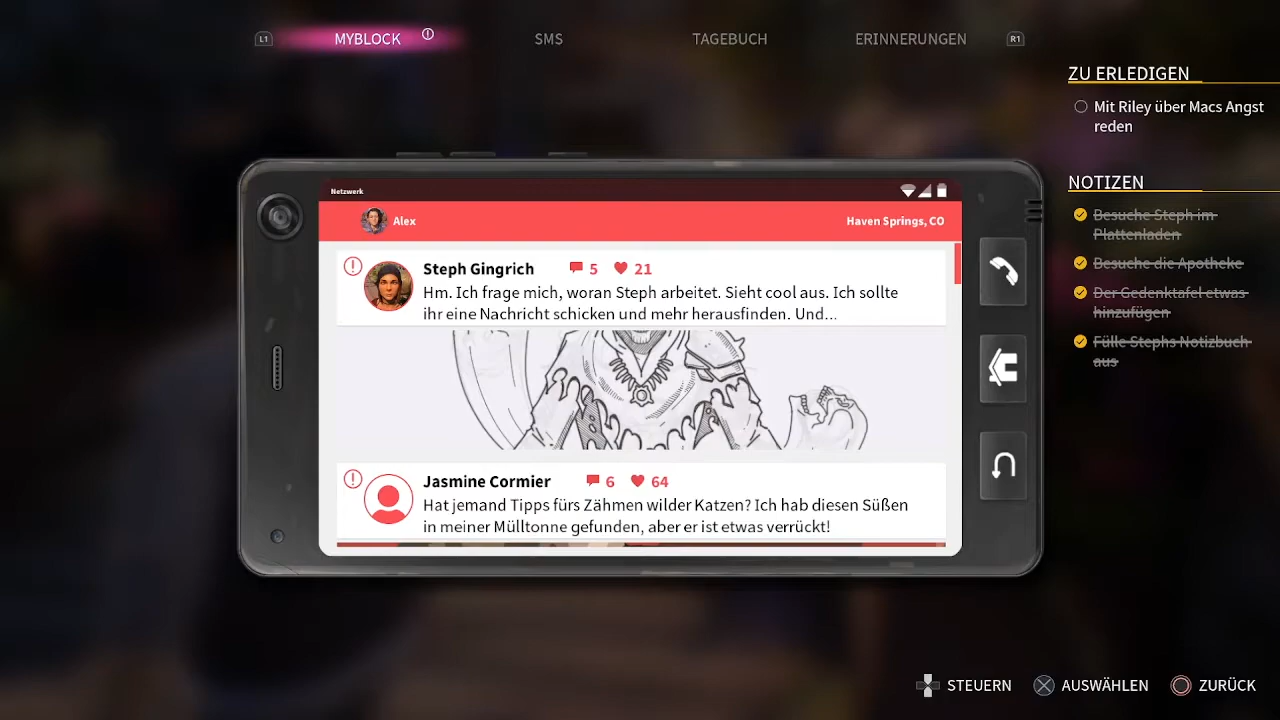 L1
MYBLOCK
SMS
TAGEBUCH
ERINNERUNGEN
R1
ZU ERLEDIGEN
Mit Riley über Macs Angst
reden
NOTIZEN
Besuche Steph im
Plattenladen
Besuche die Apotheke
Der Gedenktafel etwas
hinzufügen
Fülle Stephs Notizbuch
aus
Netzwerk
Alex
Haven Springs, CO
Steph Gingrich 5 21
Hm. Ich frage mich, woran Steph arbeitet. Sieht cool aus. Ich sollte
ihr eine Nachricht schicken und mehr herausfinden. Und...
Jasmine Cormier 6 64
Hat jemand Tipps fürs Zähmen wilder Katzen? Ich hab diesen Süßen
in meiner Mülltonne gefunden, aber er ist etwas verrückt!
STEUERN
AUSWÄHLEN
ZURÜCK